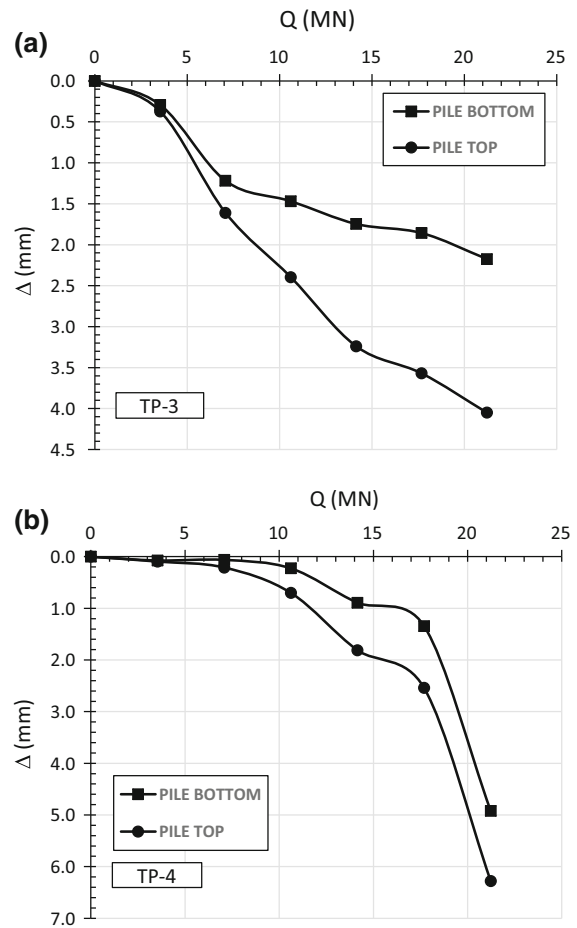 (a)
Q (MN)
0 5 10 15 20 25
0.0
0.5
1.0
1.5
2.0
2.5
3.0
3.5
4.0
4.5
Δ (mm)
PILE BOTTOM
PILE TOP
TP-3
(b)
Q (MN)
0 5 10 15 20 25
0.0
1.0
2.0
3.0
4.0
5.0
6.0
7.0
Δ (mm)
PILE BOTTOM
PILE TOP
TP-4